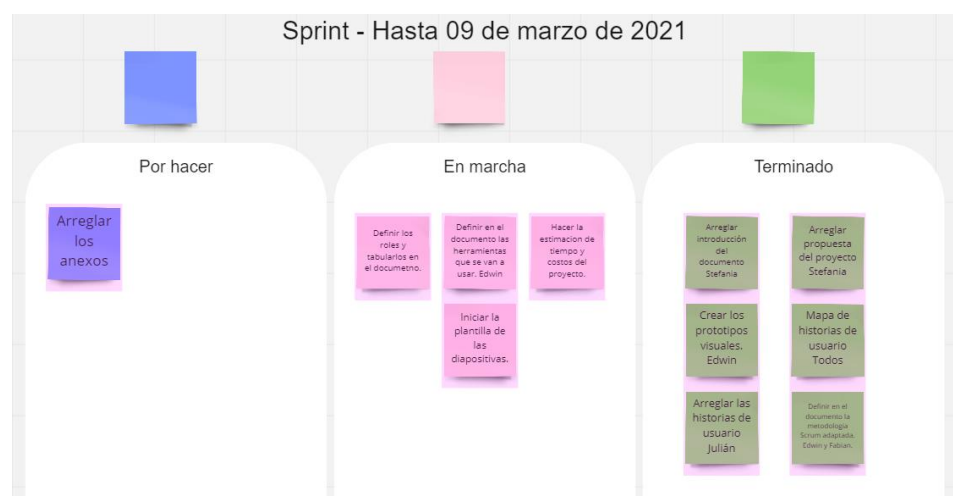 Sprint - Hasta 09 de marzo de 2021
Por hacer
En marcha
Terminado
Arreglar
los
anexos
Definir los
roles y
tabularlos en
el documetno.
Definir en el
documento las
herramientas
que se van a
usar. Edwin
Hacer la
estimacion de
tiempo y
costos del
proyecto.
Iniciar la
plantilla de
las
diapositivas.
Arreglar
introducción
del
documento
Stefania
Arreglar
propuesta
del proyecto
Stefania
Crear los
prototipos
visuales.
Edwin
Mapa de
historias de
usuario
Todos
Arreglar las
historias de
usuario
Julián
Definir en el
documento la
metodología
Scrum adaptada.
Edwin y Fabian.